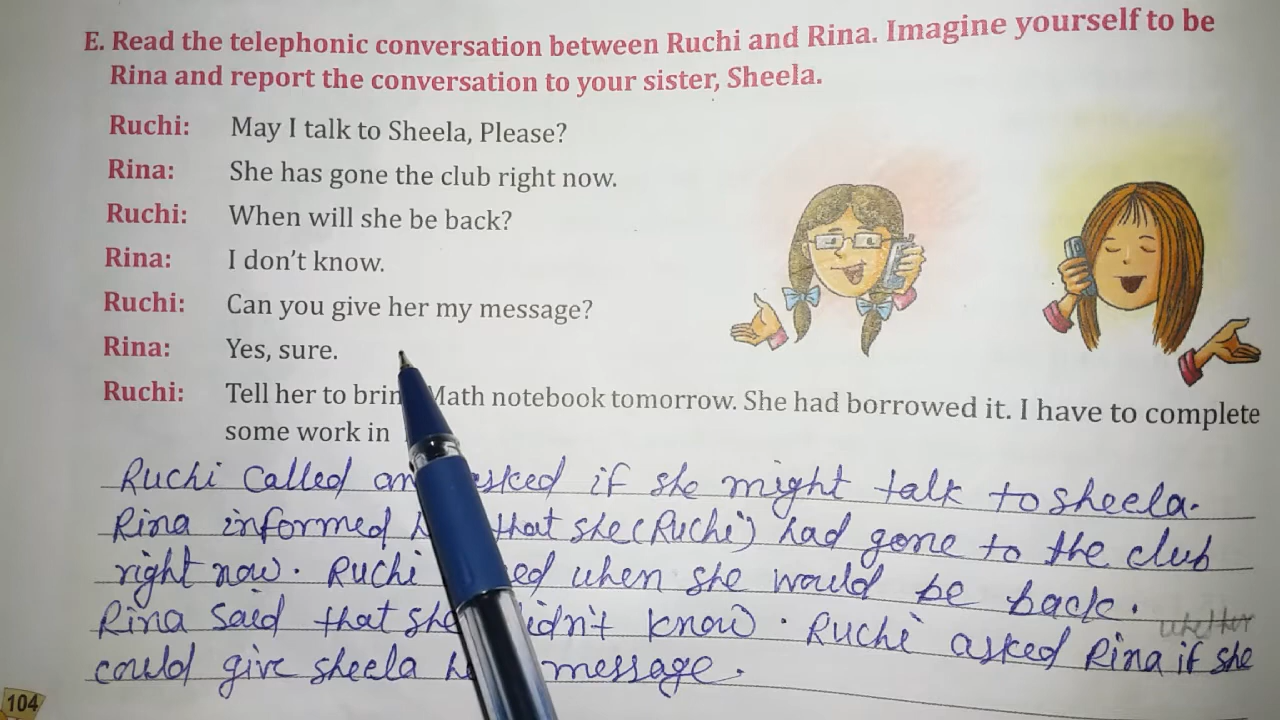 E. Read the telephonic conversation between Ruchi and Rina. Imagine yourself to be
Rina and report the conversation to your sister, Sheela.
Ruchi: May I talk to Sheela, Please?
Rina: She has gone the club right now.
Ruchi: When will she be back?
Rina: I don't know.
Ruchi: Can you give her my message?
Rina: Yes, sure.
Ruchi: Tell her to Math notebook tomorrow. She had borrowed it. I have to complete
some work in
Ruchi called if she might talk to sheela.
Rina informed that she (Ruchi) had gone to the club
right now. Ruchi when she would be back.
Rina said that she didn't know. Ruchi asked Rina if she
whether
could give sheela message.
104